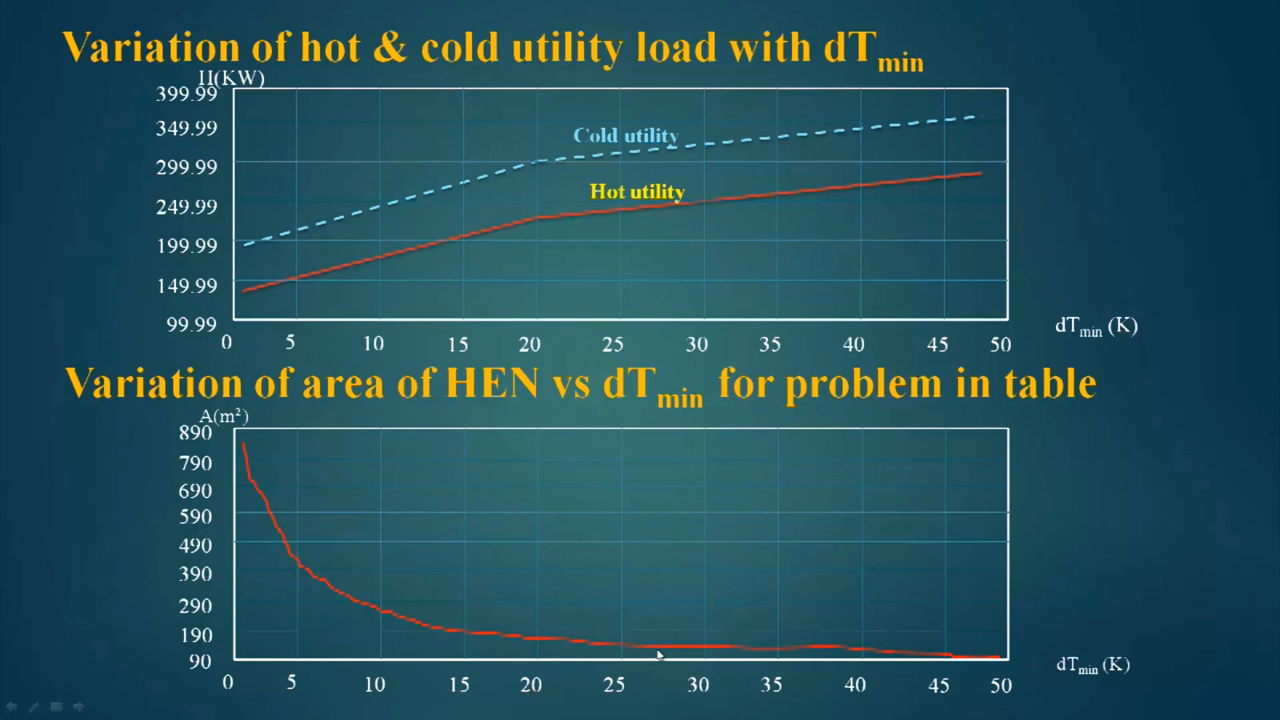 Variation of hot & cold utility load with dTmin
H(KW)
399.99
349.99
299.99
249.99
199.99
149.99
99.99
Cold utility
Hot utility
0 5 10 15 20 25 30 35 40 45 50
dTmin (K)
Variation of area of HEN vs dTmin for problem in table
A(m²)
890
790
690
590
490
390
290
190
90
0 5 10 15 20 25 30 35 40 45 50
dTmin (K)